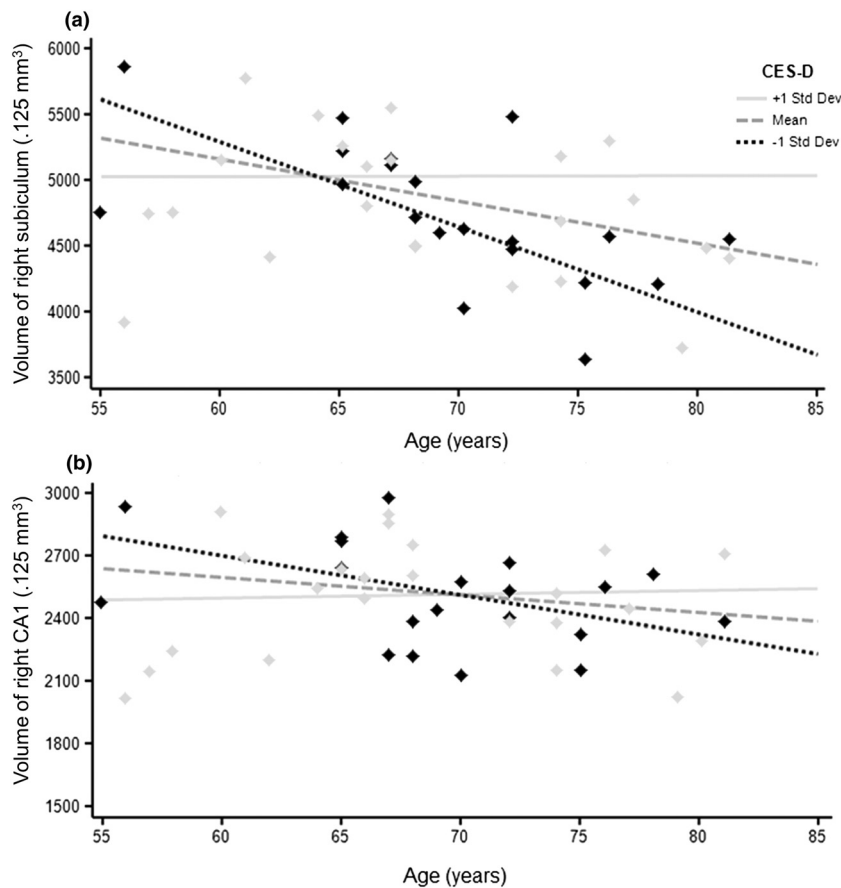 (a)
Volume of right subiculum (.125 mm³)
6000
5500
5000
4500
4000
3500
55 60 65 70 75 80 85
Age (years)
CES-D
+1 Std Dev
Mean
-1 Std Dev
(b)
Volume of right CA1 (.125 mm³)
3000
2700
2400
2100
1800
1500
55 60 65 70 75 80 85
Age (years)